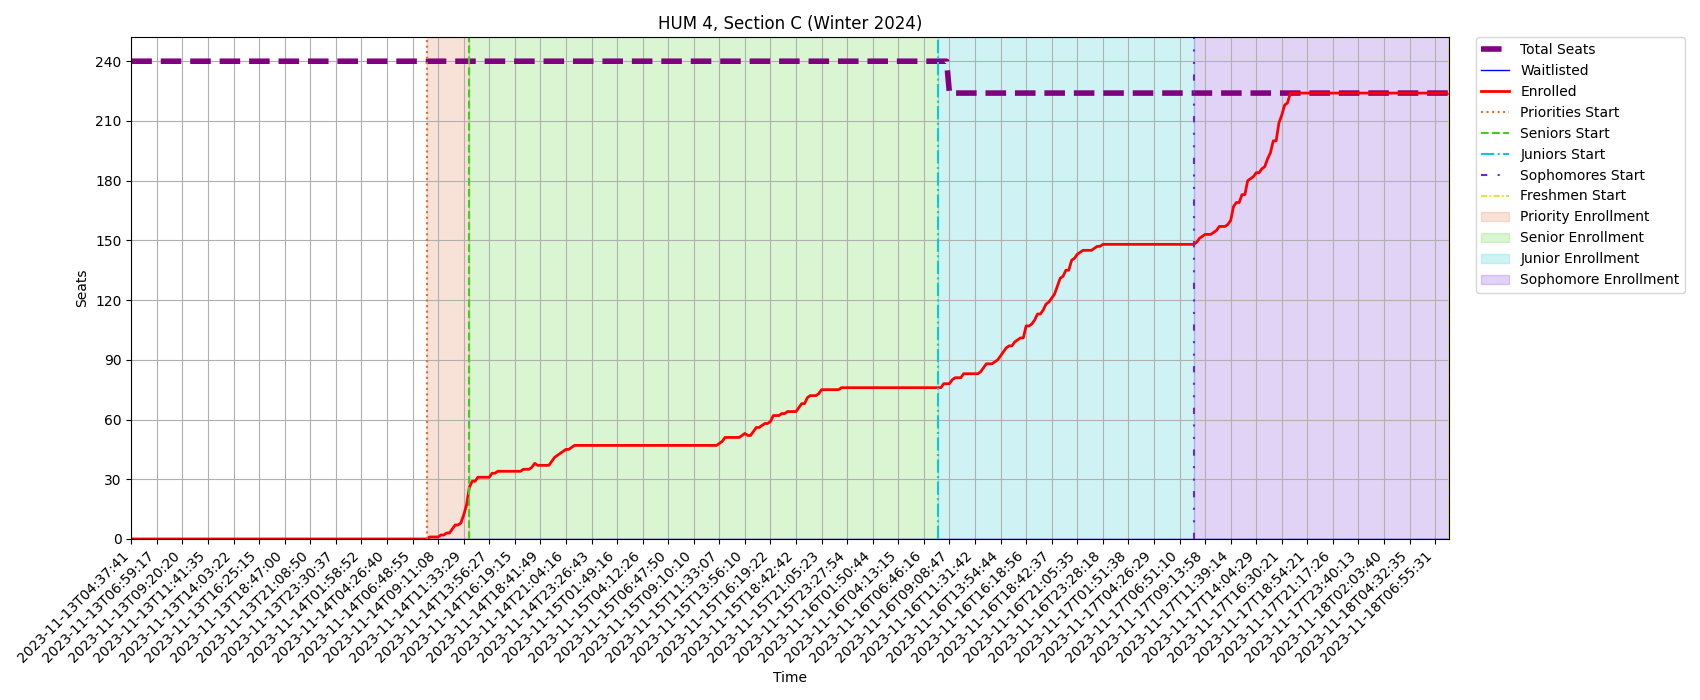 HUM 4, Section C (Winter 2024)
Total Seats
Waitlisted
Enrolled
Priorities Start
Seniors Start
Juniors Start
Sophomores Start
Freshmen Start
Priority Enrollment
Senior Enrollment
Junior Enrollment
Sophomore Enrollment
Seats
240
210
180
150
120
90
60
30
0
2023-11-13T04:37:41
2023-11-13T06:59:17
2023-11-13T09:20:20
2023-11-13T11:41:35
2023-11-13T14:03:22
2023-11-13T16:25:15
2023-11-13T18:47:00
2023-11-13T21:08:50
2023-11-13T23:30:37
2023-11-14T01:58:52
2023-11-14T04:26:40
2023-11-14T06:48:55
2023-11-14T09:11:08
2023-11-14T11:33:29
2023-11-14T13:56:27
2023-11-14T16:19:15
2023-11-14T18:41:49
2023-11-14T21:04:16
2023-11-14T23:26:43
2023-11-15T01:49:16
2023-11-15T04:12:26
2023-11-15T06:47:50
2023-11-15T09:10:10
2023-11-15T11:33:07
2023-11-15T13:56:10
2023-11-15T16:19:22
2023-11-15T18:42:42
2023-11-15T21:05:23
2023-11-15T23:27:54
2023-11-16T01:50:44
2023-11-16T04:13:15
2023-11-16T06:46:16
2023-11-16T09:08:47
2023-11-16T11:31:42
2023-11-16T13:54:44
2023-11-16T16:18:56
2023-11-16T18:42:37
2023-11-16T21:05:35
2023-11-16T23:28:18
2023-11-17T01:51:38
2023-11-17T04:26:29
2023-11-17T06:51:10
2023-11-17T09:13:58
2023-11-17T11:39:14
2023-11-17T14:04:29
2023-11-17T16:30:21
2023-11-17T18:54:21
2023-11-17T21:17:26
2023-11-17T23:40:13
2023-11-18T02:03:40
2023-11-18T04:32:35
2023-11-18T06:55:31
Time